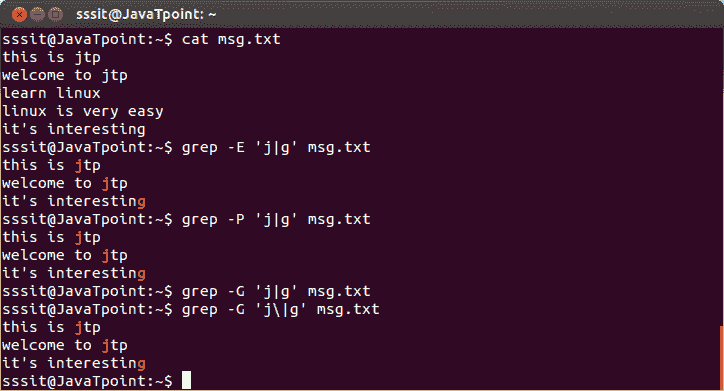 sssit@JavaTpoint: ~
sssit@JavaTpoint:~$ cat msg.txt
this is jtp
welcome to jtp
learn linux
linux is very easy
it's interesting
sssit@JavaTpoint:~$ grep -E 'j|g' msg.txt
this is jtp
welcome to jtp
it's interesting
sssit@JavaTpoint:~$ grep -P 'j|g' msg.txt
this is jtp
welcome to jtp
it's interesting
sssit@JavaTpoint:~$ grep -G 'j|g' msg.txt
sssit@JavaTpoint:~$ grep -G 'j\|g' msg.txt
this is jtp
welcome to jtp
it's interesting
sssit@JavaTpoint:~$